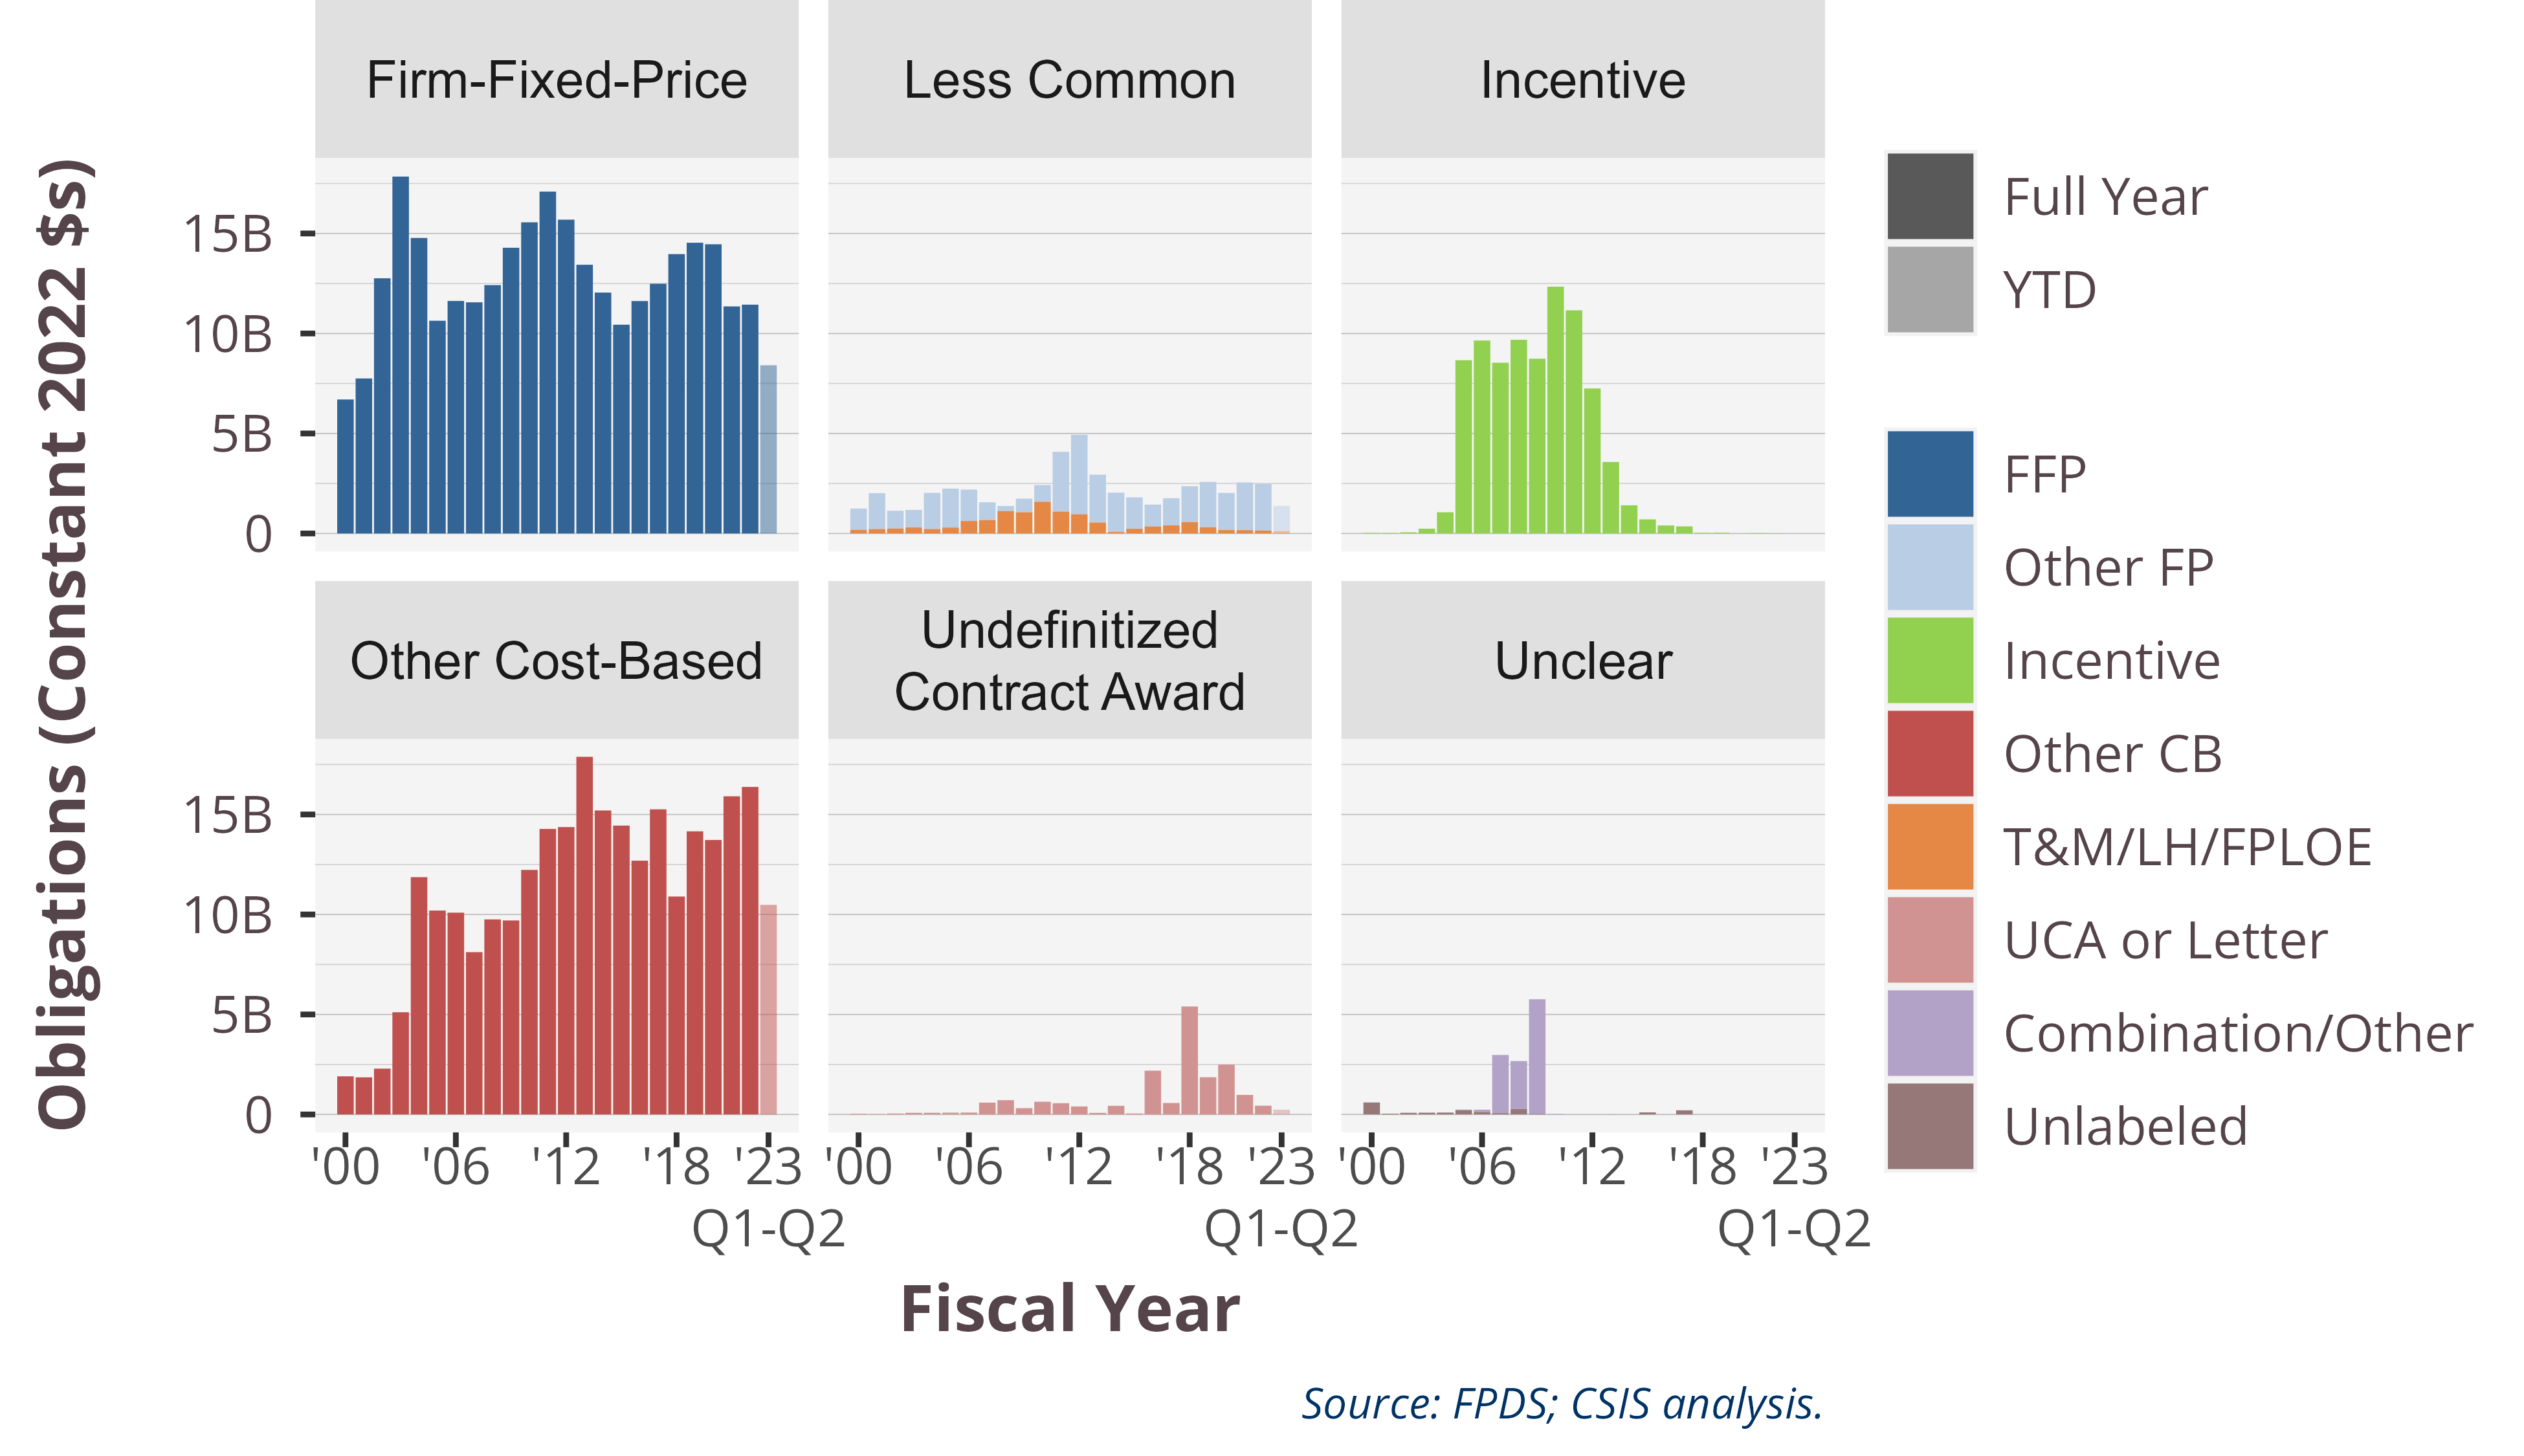 Firm-Fixed-Price
Less Common
Incentive
Obligations (Constant 2022 $s)
15B
10B
5B
0
Other Cost-Based
Undefinitized
Contract Award
Unclear
15B
10B
5B
0
'00 '06 '12 '18 '23
Q1-Q2
'00 '06 '12 '18 '23
Q1-Q2
'00 '06 '12 '18 '23
Q1-Q2
Fiscal Year
Full Year
YTD
FFP
Other FP
Incentive
Other CB
T&M/LH/FPLOE
UCA or Letter
Combination/Other
Unlabeled
Source: FPDS; CSIS analysis.